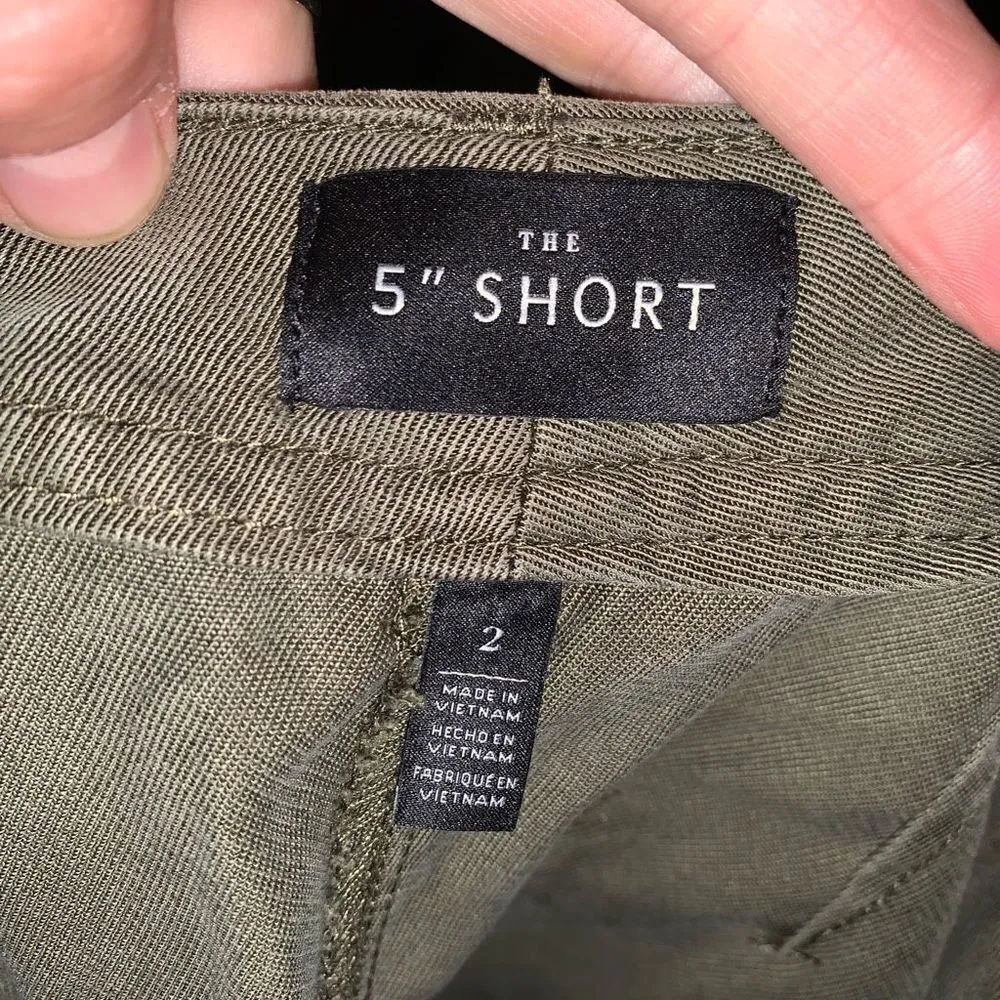 THE
5" SHORT
2
MADE IN
VIETNAM
HECHO EN
VIETNAM
FABRIQUÉ EN
VIETNAM